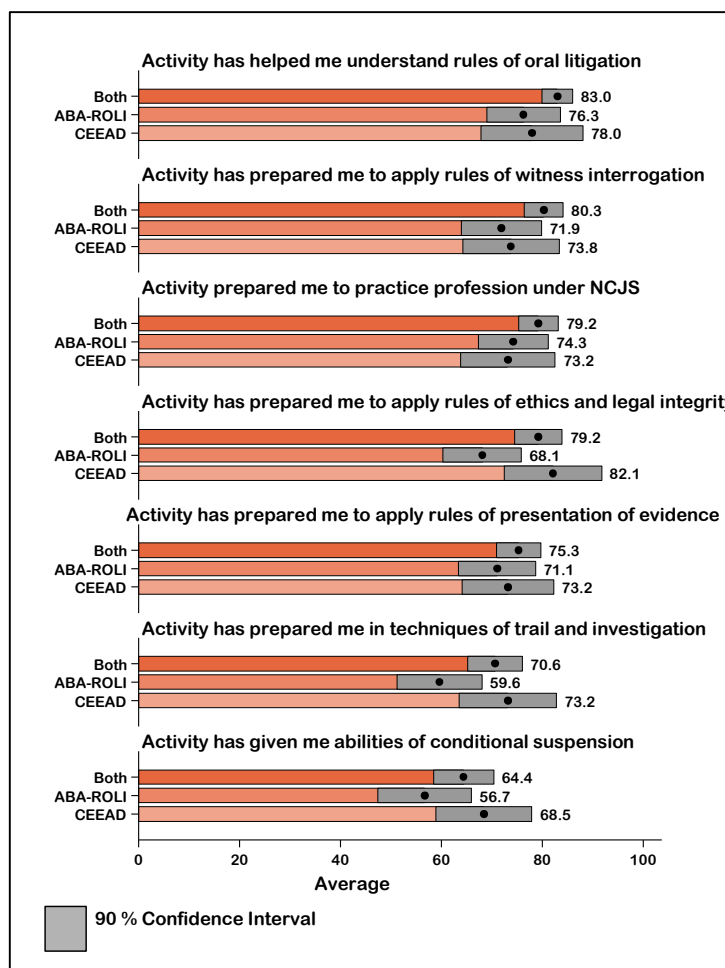 Activity has helped me understand rules of oral litigation
Both 83.0
ABA-ROLI 76.3
CEEAD 78.0
Activity has prepared me to apply rules of witness interrogation
Both 80.3
ABA-ROLI 71.9
CEEAD 73.8
Activity prepared me to practice profession under NCJS
Both 79.2
ABA-ROLI 74.3
CEEAD 73.2
Activity has prepared me to apply rules of ethics and legal integrity
Both 79.2
ABA-ROLI 68.1
CEEAD 82.1
Activity has prepared me to apply rules of presentation of evidence
Both 75.3
ABA-ROLI 71.1
CEEAD 73.2
Activity has prepared me in techniques of trail and investigation
Both 70.6
ABA-ROLI 59.6
CEEAD 73.2
Activity has given me abilities of conditional suspension
Both 64.4
ABA-ROLI 56.7
CEEAD 68.5
0 20 40 60 80 100
Average
90 % Confidence Interval